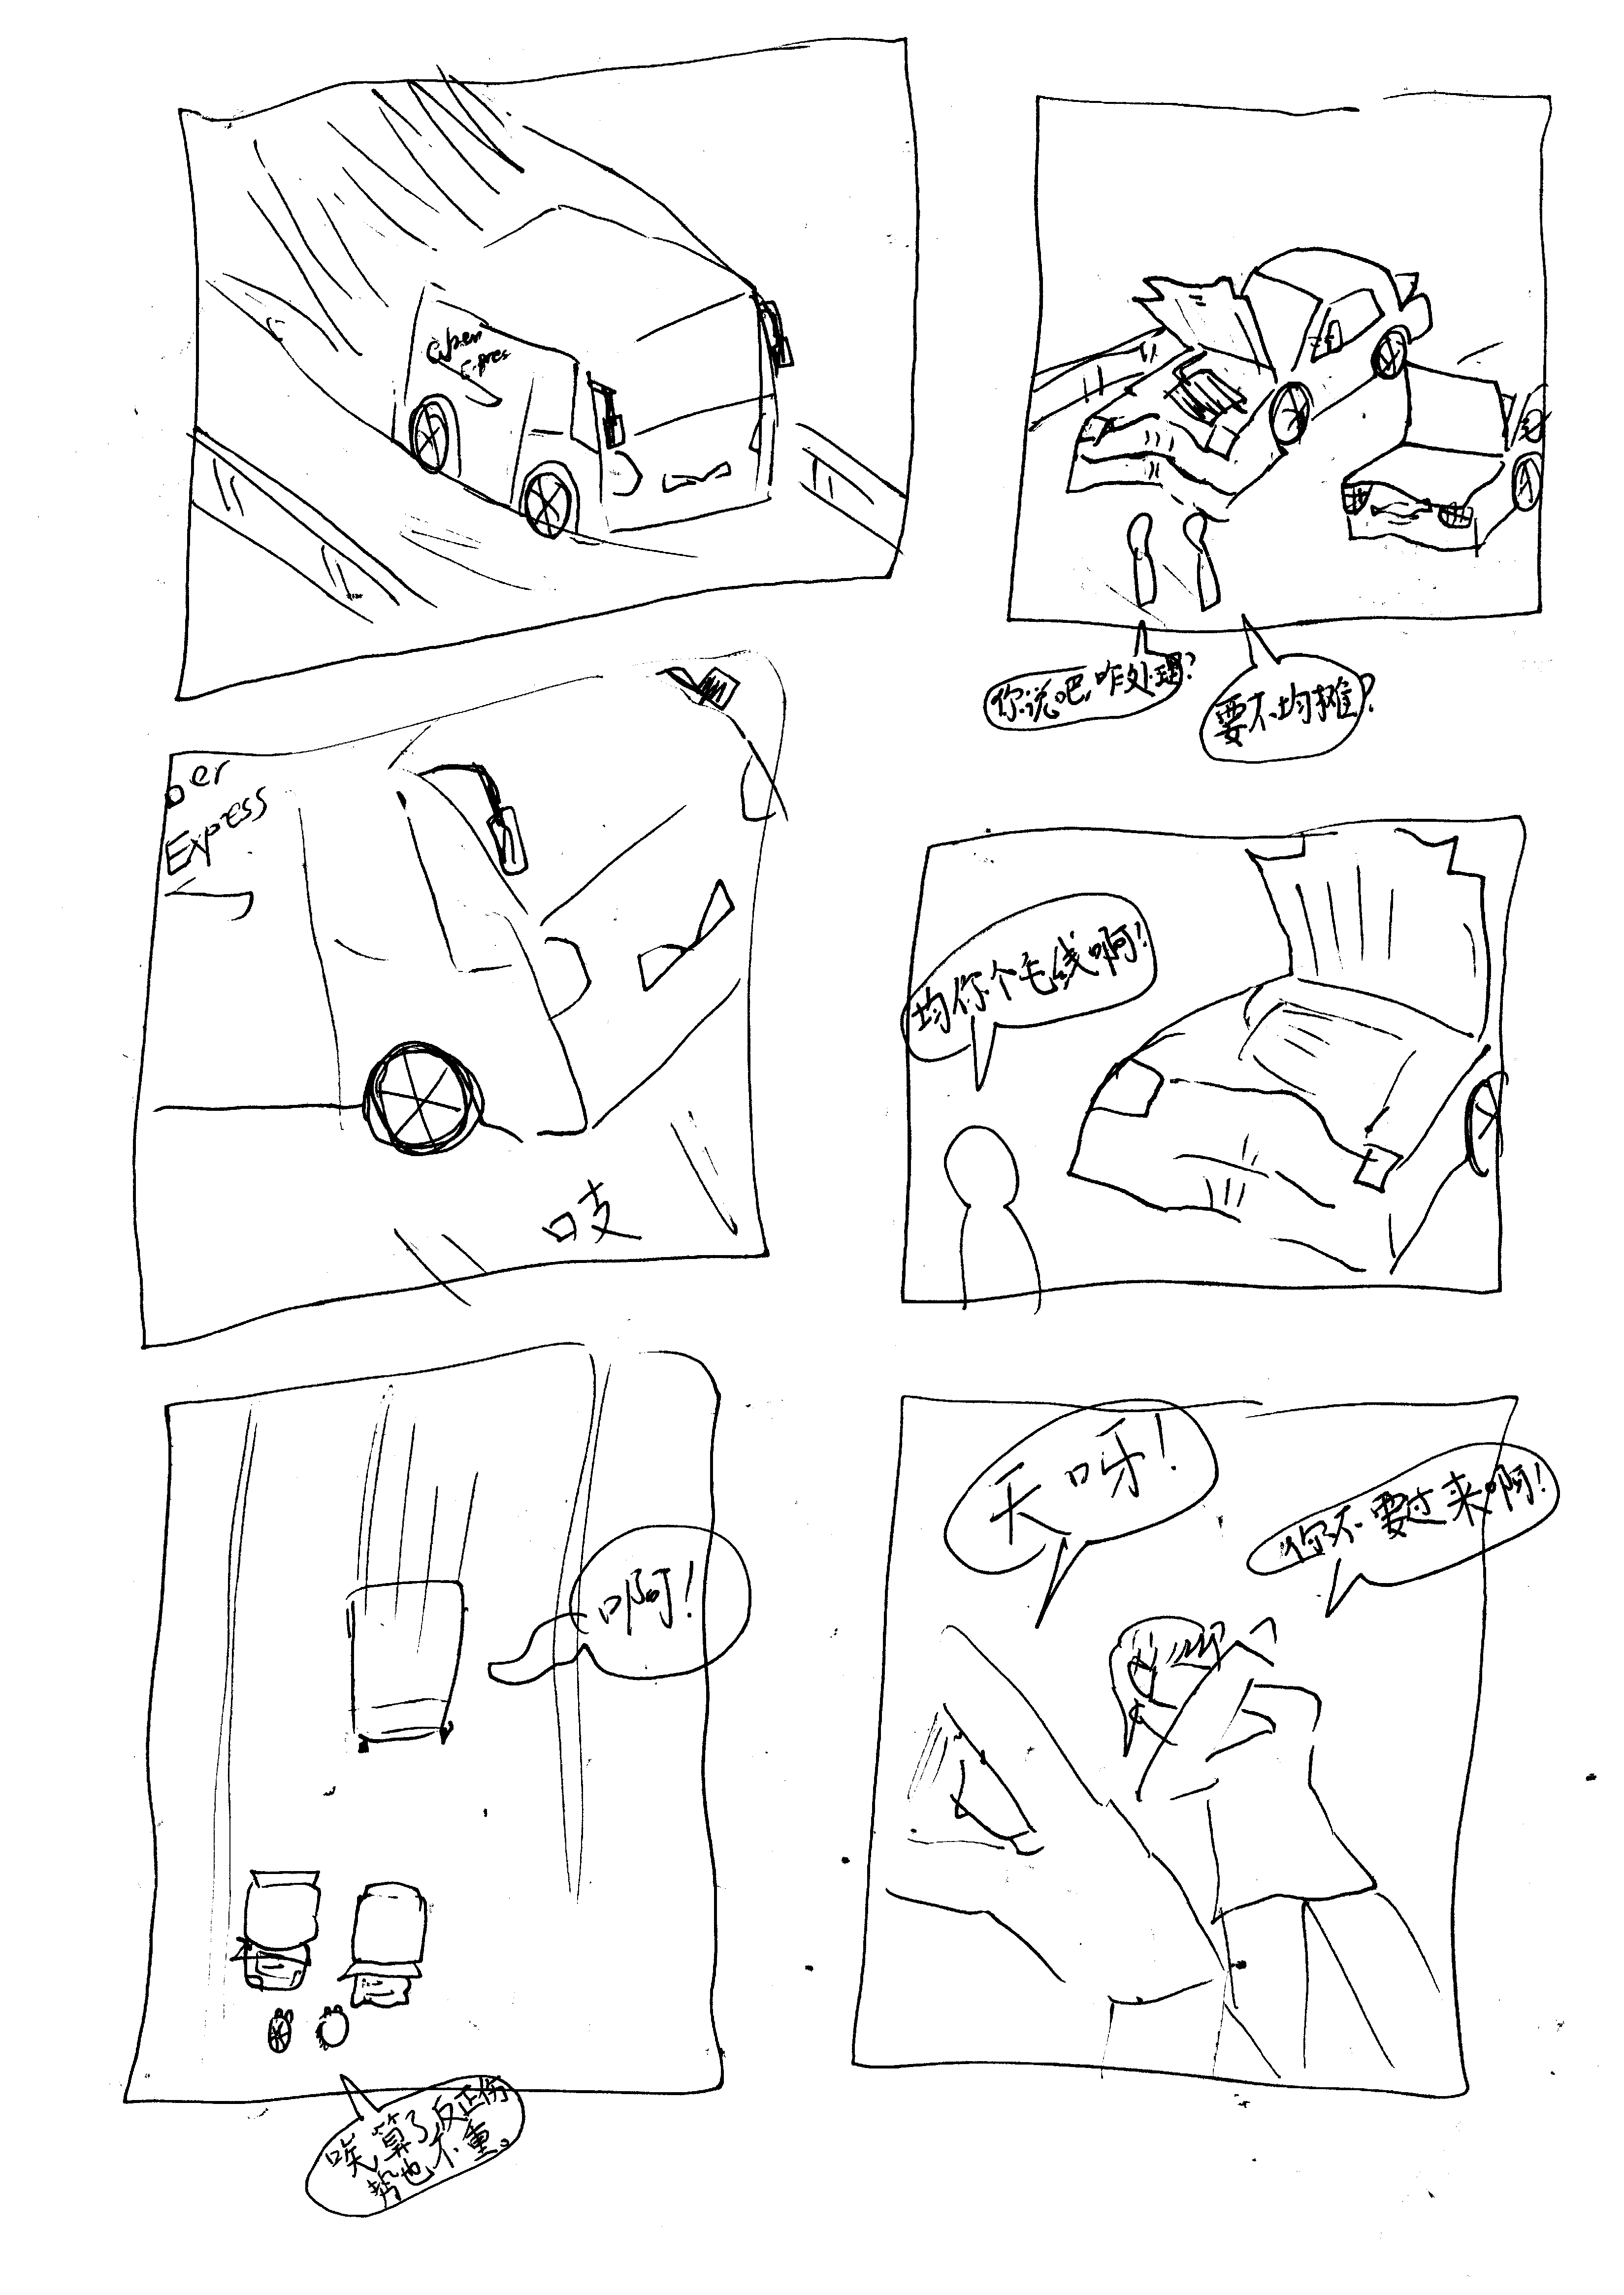 Cyber
Express
你说吧,咋处理?
要不均摊?
ber
Express
吱
均你个毛线啊!
啊!
唉,算了反正伤
势也不重。
天呀!
你不要过来啊!